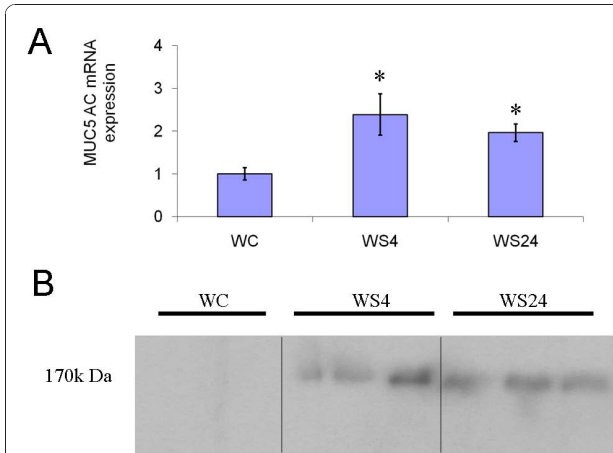 A
MUC5 AC mRNA
expression
4
3
2
1
0
*
*
WC
WS4
WS24
B
WC
WS4
WS24
170k Da